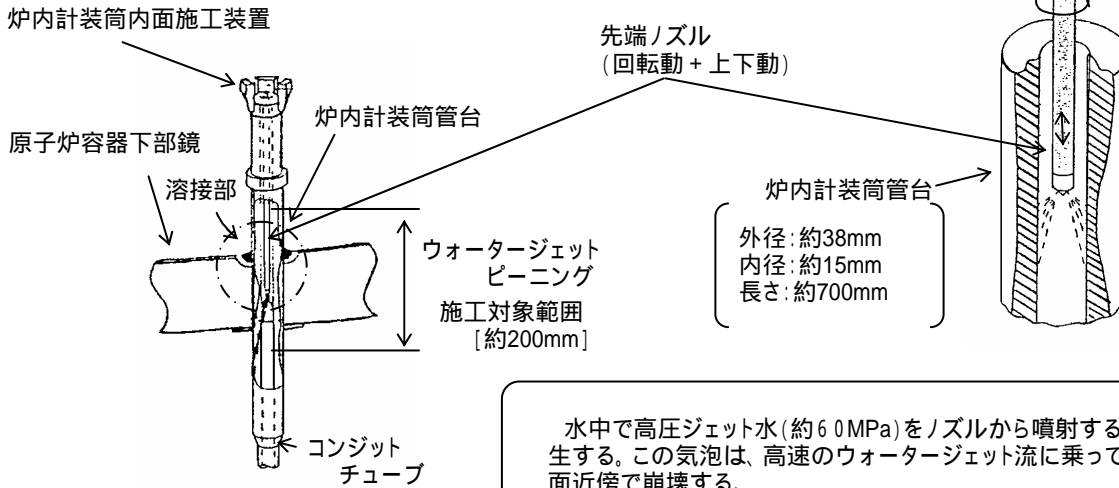 炉内計装筒内面施工装置
先端ノズル
(回転動+上下動)
炉内計装筒管台
原子炉容器下部鏡
溶接部
炉内計装筒管台
ウォータージェット
ピーニング
施工対象範囲
[約200mm]
外径:約38mm
内径:約15mm
長さ:約700mm
コンジット
チューブ
水中で高圧ジェット水(約60MPa)をノズルから噴射する
生する。この気泡は、高速のウォータージェット流に乗って
面近傍で崩壊する。